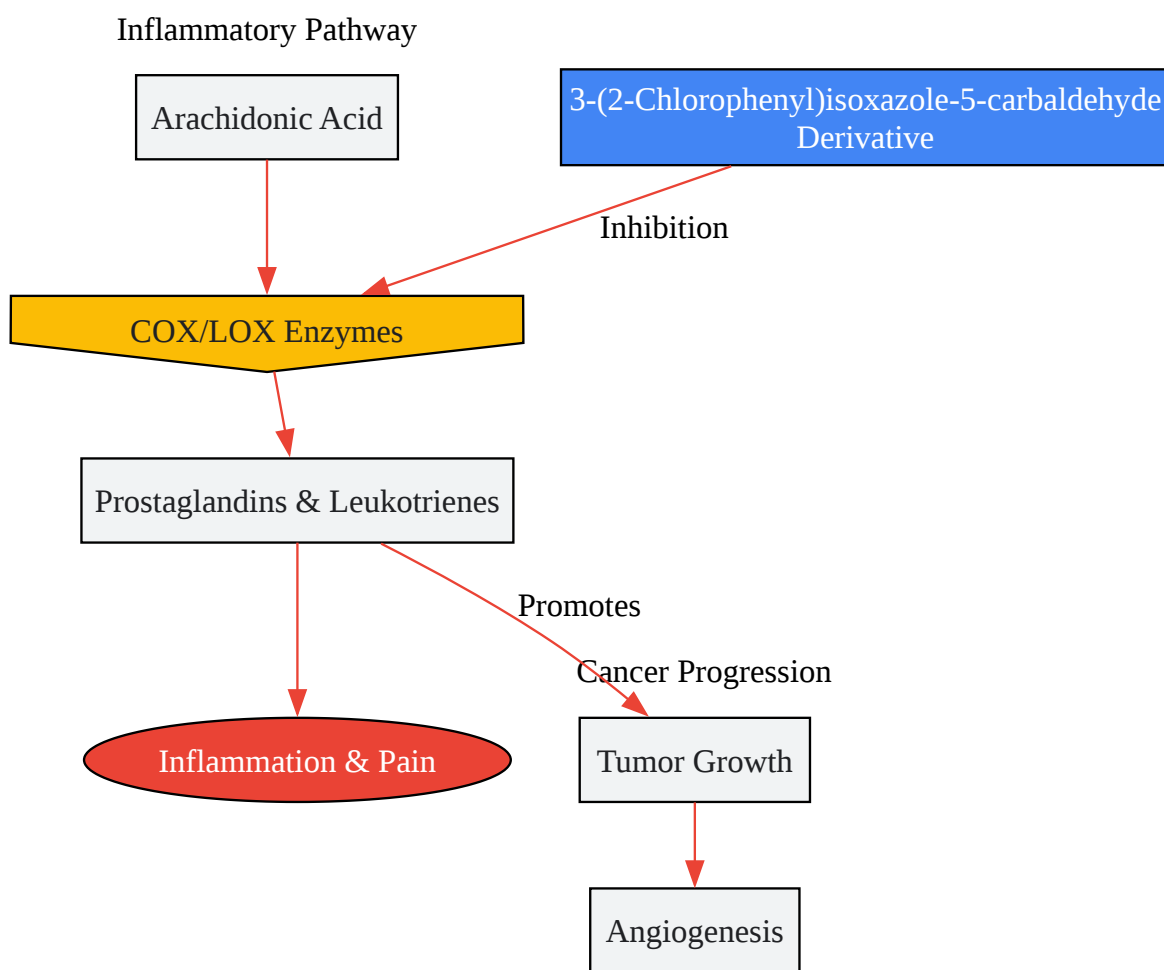 Inflammatory Pathway
Arachidonic Acid
3-(2-Chlorophenyl)isoxazole-5-carbaldehyde
Derivative
Inhibition
COX/LOX Enzymes
Prostaglandins & Leukotrienes
Promotes
Cancer Progression
Inflammation & Pain
Tumor Growth
Angiogenesis